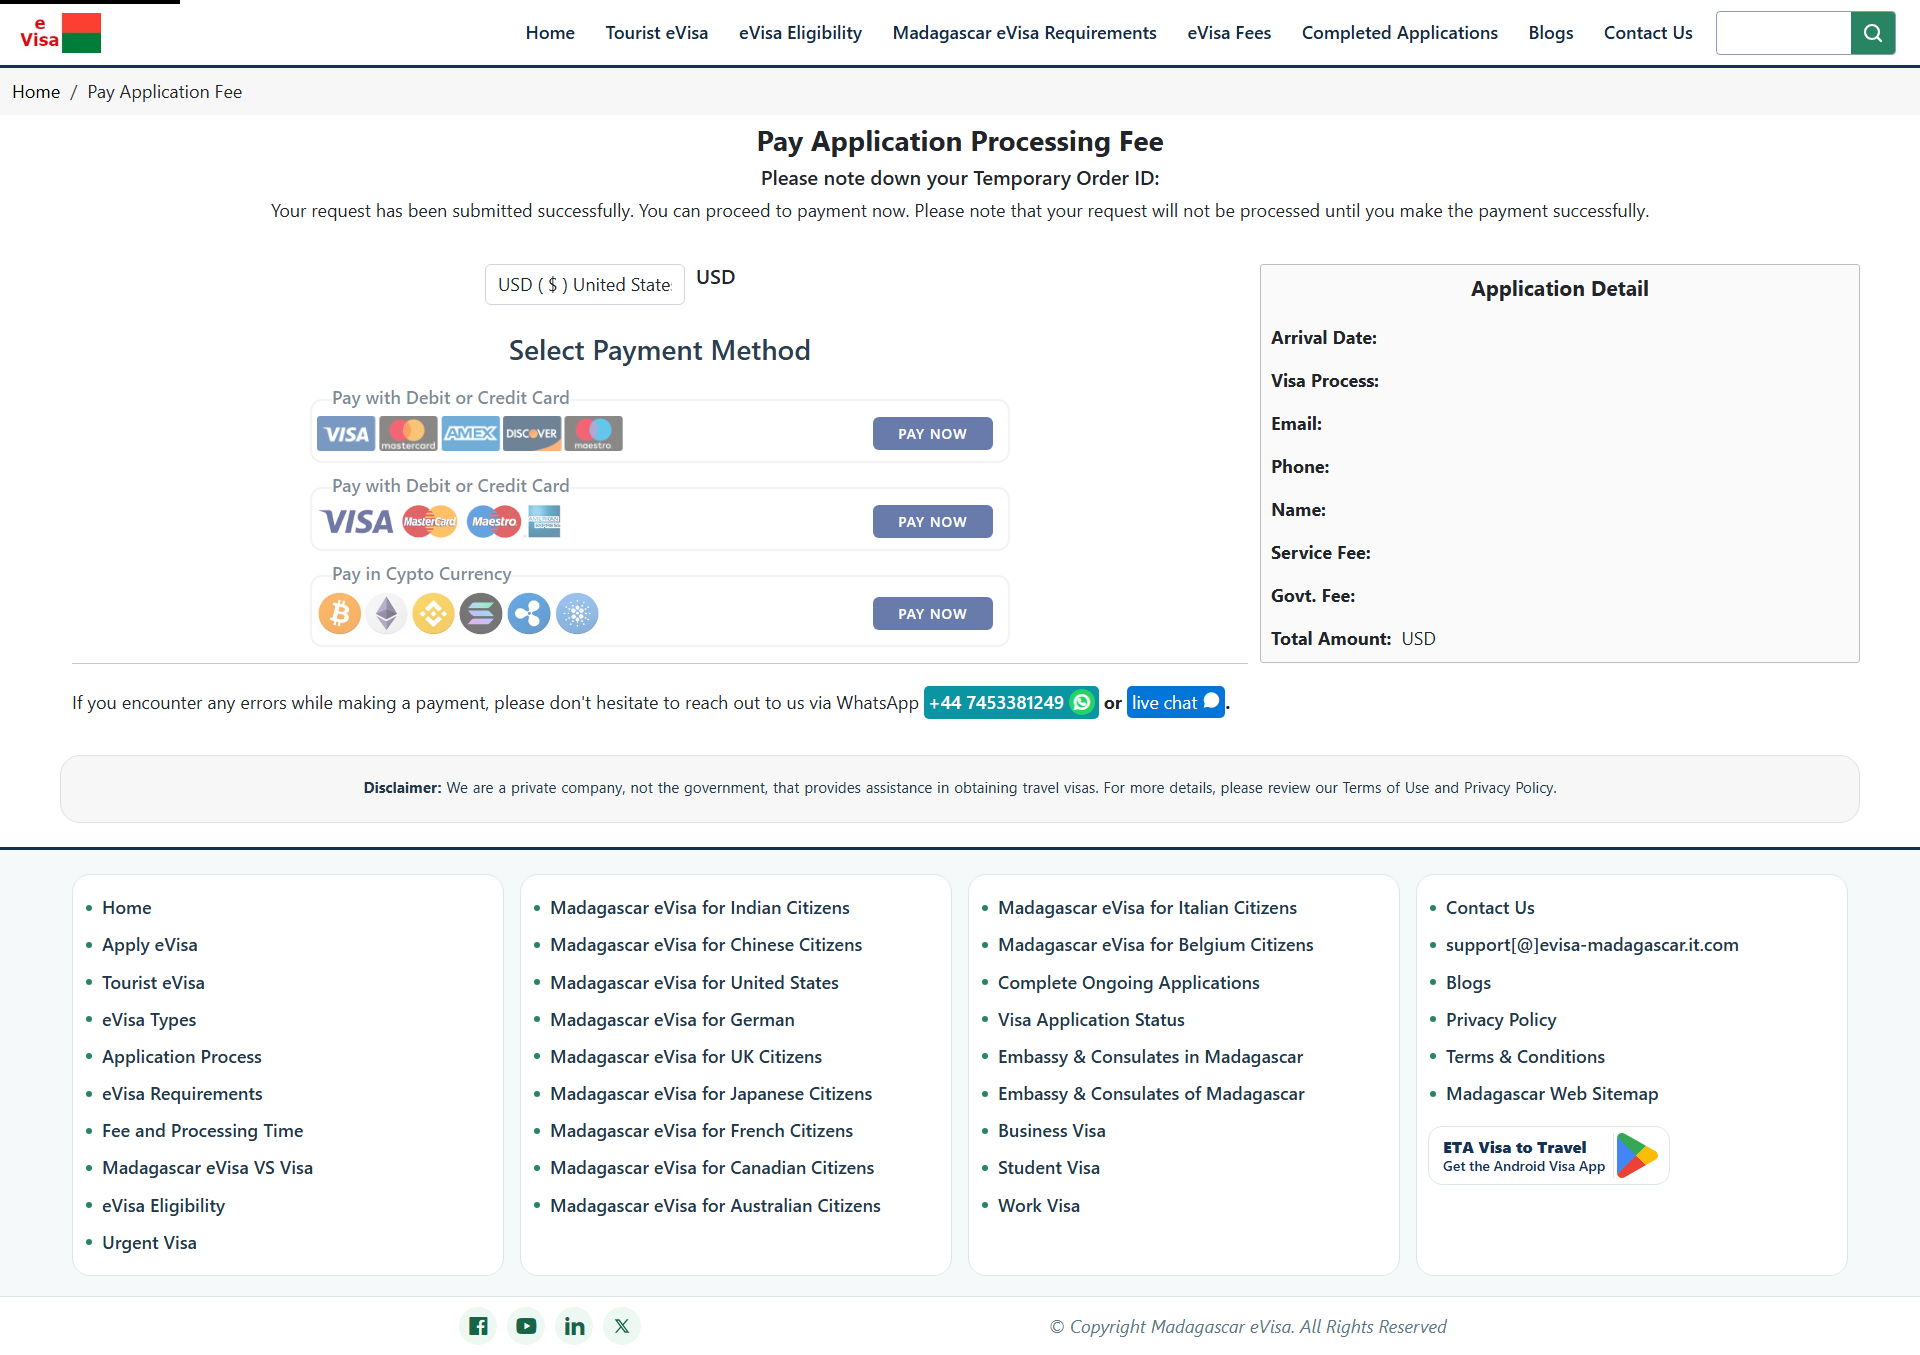 e
Visa
Home
Tourist eVisa
eVisa Eligibility
Madagascar eVisa Requirements
eVisa Fees
Completed Applications
Blogs
Contact Us
Home / Pay Application Fee
Pay Application Processing Fee
Please note down your Temporary Order ID:
Your request has been submitted successfully. You can proceed to payment now. Please note that your request will not be processed until you make the payment successfully.
USD ( $ ) United State
USD
Select Payment Method
Pay with Debit or Credit Card
VISA mastercard AMEX DISCOVER maestro
PAY NOW
Pay with Debit or Credit Card
VISA MasterCard Maestro
PAY NOW
Pay in Cypto Currency
PAY NOW
Application Detail
Arrival Date:
Visa Process:
Email:
Phone:
Name:
Service Fee:
Govt. Fee:
Total Amount: USD
If you encounter any errors while making a payment, please don't hesitate to reach out to us via WhatsApp +44 7453381249 or live chat .
Disclaimer: We are a private company, not the government, that provides assistance in obtaining travel visas. For more details, please review our Terms of Use and Privacy Policy.
Home
Apply eVisa
Tourist eVisa
eVisa Types
Application Process
eVisa Requirements
Fee and Processing Time
Madagascar eVisa VS Visa
eVisa Eligibility
Urgent Visa
Madagascar eVisa for Indian Citizens
Madagascar eVisa for Chinese Citizens
Madagascar eVisa for United States
Madagascar eVisa for German
Madagascar eVisa for UK Citizens
Madagascar eVisa for Japanese Citizens
Madagascar eVisa for French Citizens
Madagascar eVisa for Canadian Citizens
Madagascar eVisa for Australian Citizens
Madagascar eVisa for Italian Citizens
Madagascar eVisa for Belgium Citizens
Complete Ongoing Applications
Visa Application Status
Embassy & Consulates in Madagascar
Embassy & Consulates of Madagascar
Business Visa
Student Visa
Work Visa
Contact Us
support[@]evisa-madagascar.it.com
Blogs
Privacy Policy
Terms & Conditions
Madagascar Web Sitemap
ETA Visa to Travel
Get the Android Visa App
© Copyright Madagascar eVisa. All Rights Reserved